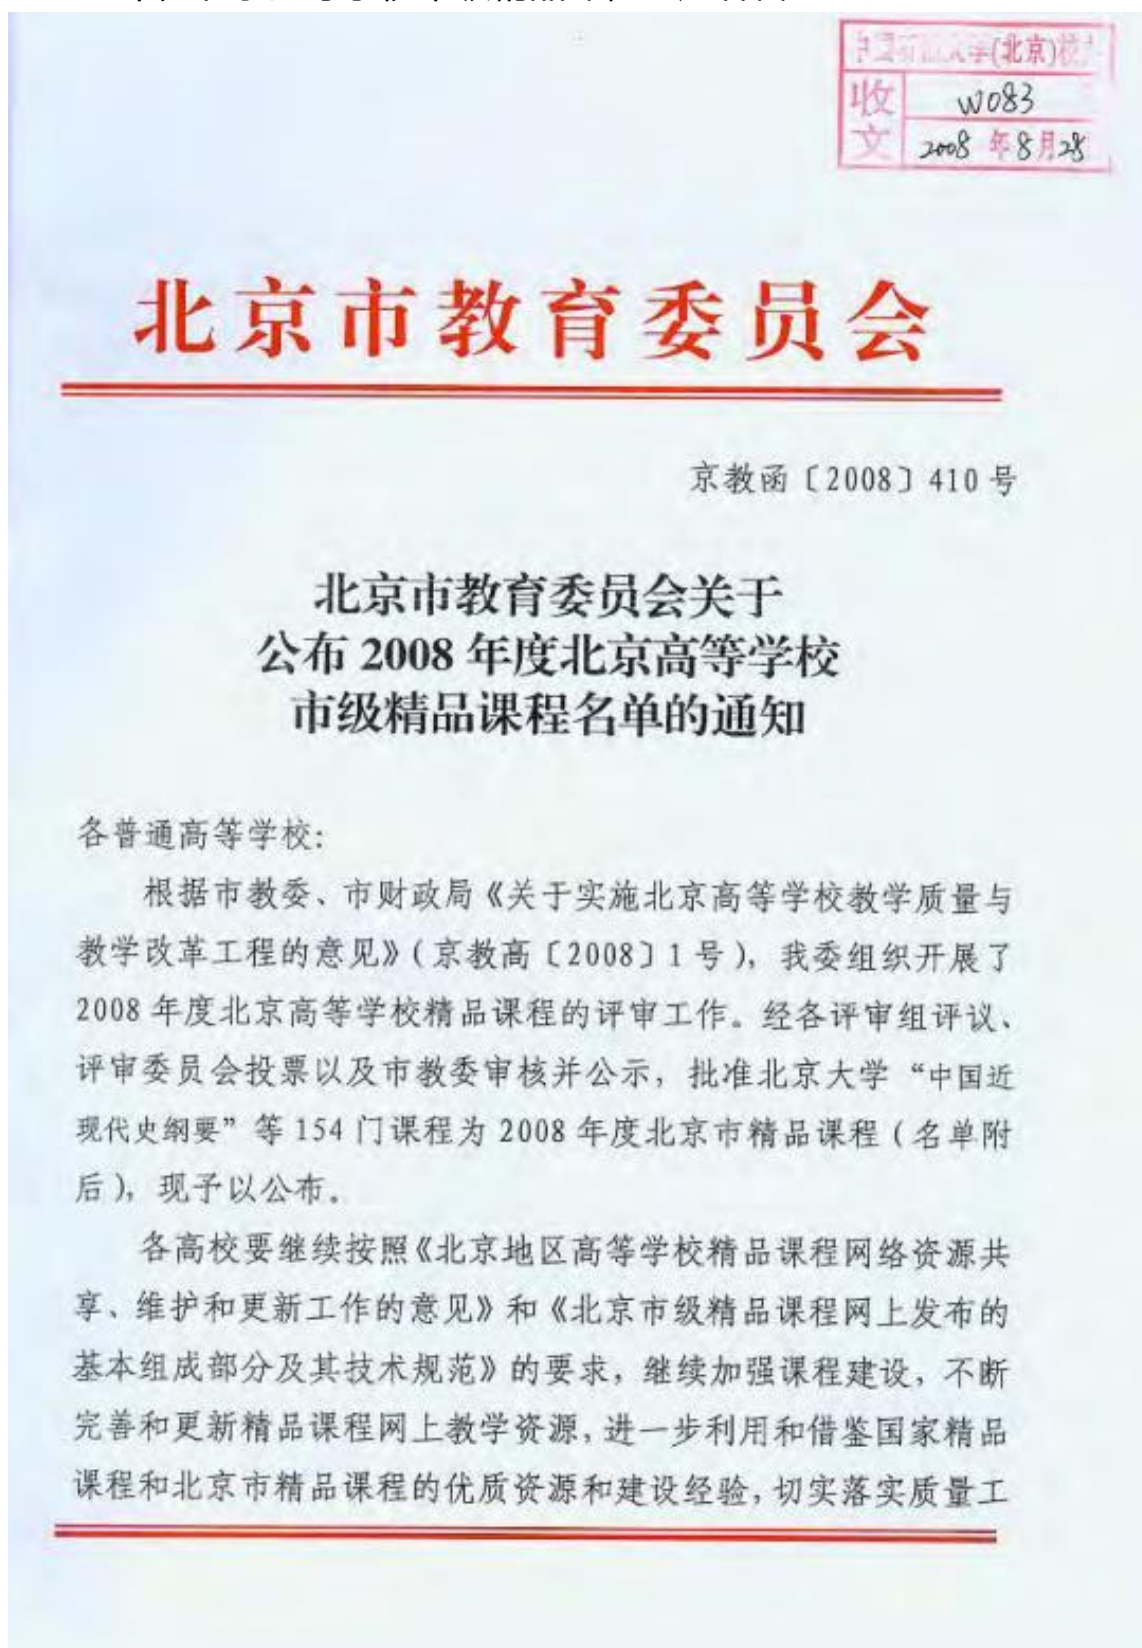 (北京)校
收文
W083
2008年8月28
北京市教育委员会
京教函〔2008〕410号
北京市教育委员会关于
公布2008年度北京高等学校
市级精品课程名单的通知
各普通高等学校:
根据市教委、市财政局《关于实施北京高等学校教学质量与
教学改革工程的意见》(京教高〔2008〕1号),我委组织开展了
2008年度北京高等学校精品课程的评审工作。经各评审组评议、
评审委员会投票以及市教委审核并公示,批准北京大学“中国近
现代史纲要”等154门课程为2008年度北京市精品课程(名单附
后),现予以公布。
各高校要继续按照《北京地区高等学校精品课程网络资源共
享、维护和更新工作的意见》和《北京市级精品课程网上发布的
基本组成部分及其技术规范》的要求,继续加强课程建设,不断
完善和更新精品课程网上教学资源,进一步利用和借鉴国家精品
课程和北京市精品课程的优质资源和建设经验,切实落实质量工